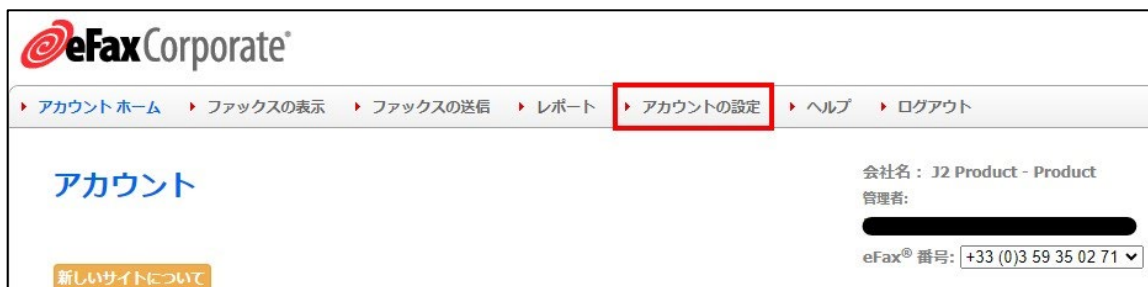 eFax Corporate®
アカウント ホーム ファックスの表示 ファックスの送信 レポート アカウントの設定 ヘルプ ログアウト
アカウント
会社名： J2 Product - Product
管理者:
eFax® 番号: +33 (0)3 59 35 02 71
新しいサイトについて